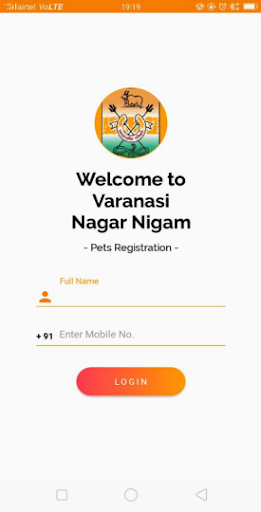 airtel VoLTE
19:19
Welcome to
Varanasi
Nagar Nigam
- Pets Registration -
Full Name
+ 91 Enter Mobile No.
LOGIN